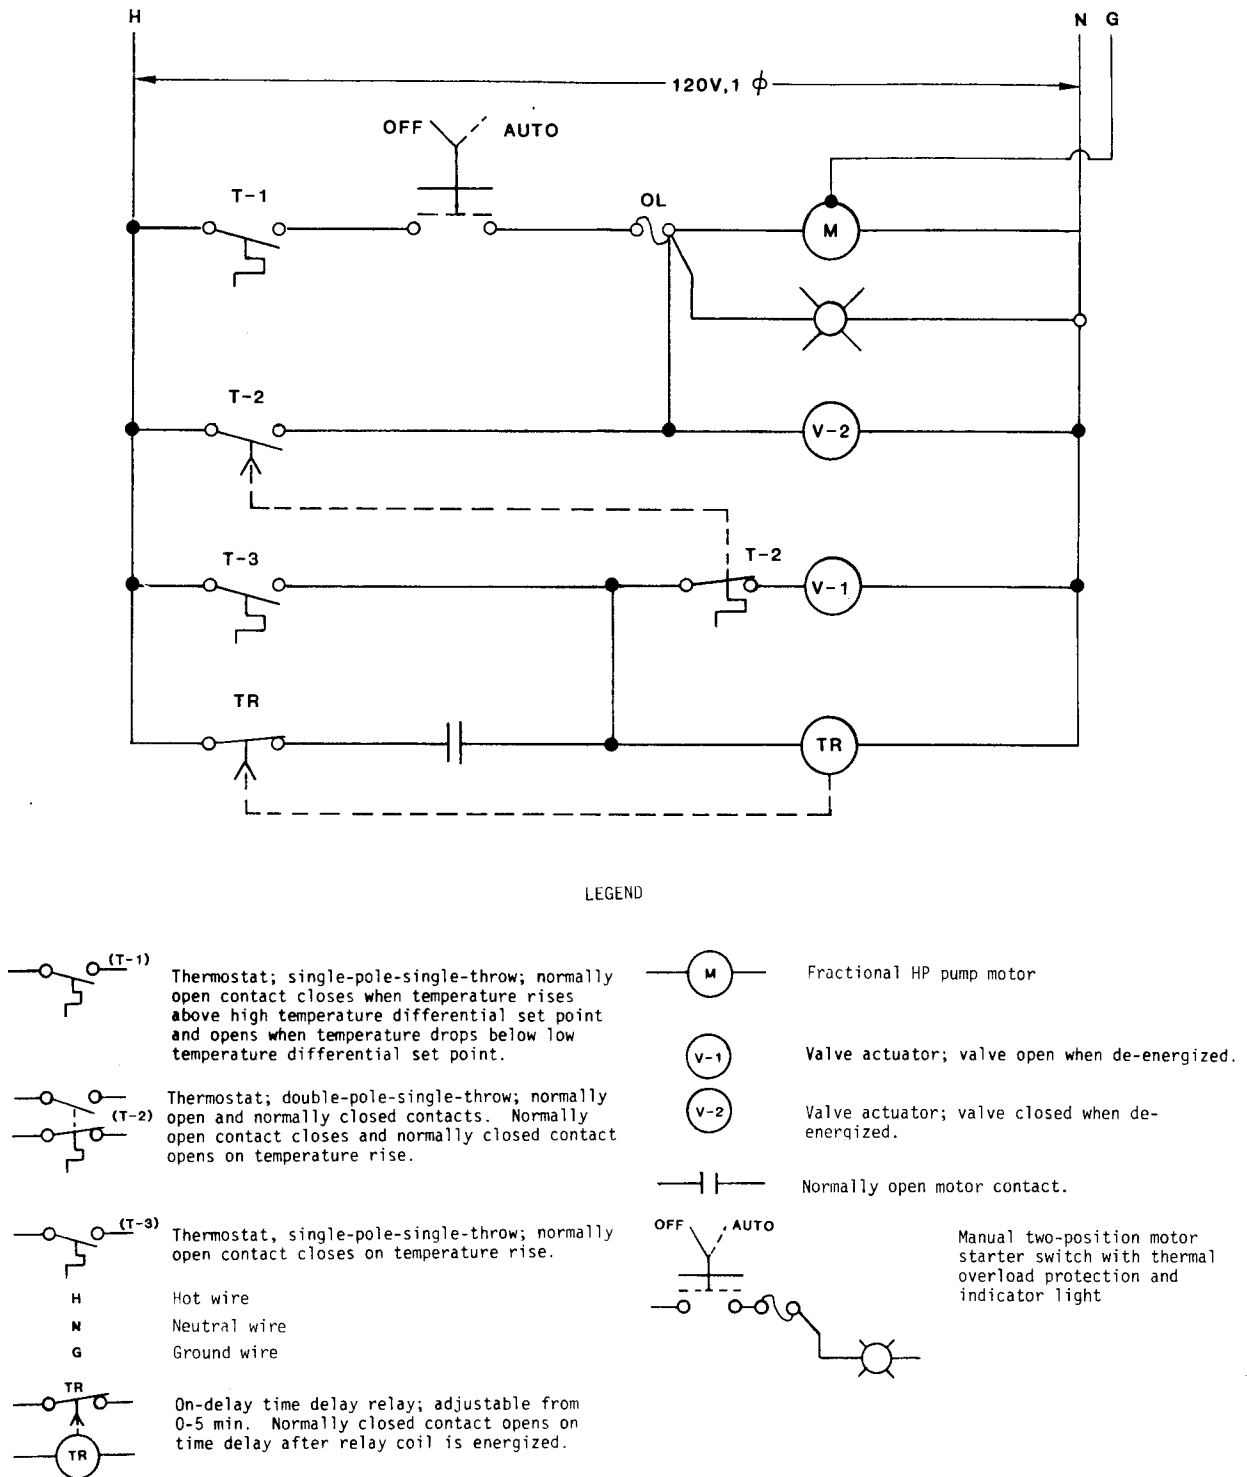 H
N G
120V,1 ϕ
OFF AUTO
T-1
OL
M
T-2
V-2
T-3
T-2
V-1
TR
TR
LEGEND
(T-1)
Thermostat; single-pole-single-throw; normally
open contact closes when temperature rises
above high temperature differential set point
and opens when temperature drops below low
temperature differential set point.
(T-2)
Thermostat; double-pole-single-throw; normally
open and normally closed contacts. Normally
open contact closes and normally closed contact
opens on temperature rise.
(T-3)
Thermostat, single-pole-single-throw; normally
open contact closes on temperature rise.
H Hot wire
N Neutral wire
G Ground wire
TR
TR
On-delay time delay relay; adjustable from
0-5 min. Normally closed contact opens on
time delay after relay coil is energized.
M Fractional HP pump motor
V-1 Valve actuator; valve open when de-energized.
V-2 Valve actuator; valve closed when de-
energized.
Normally open motor contact.
OFF AUTO
Manual two-position motor
starter switch with thermal
overload protection and
indicator light